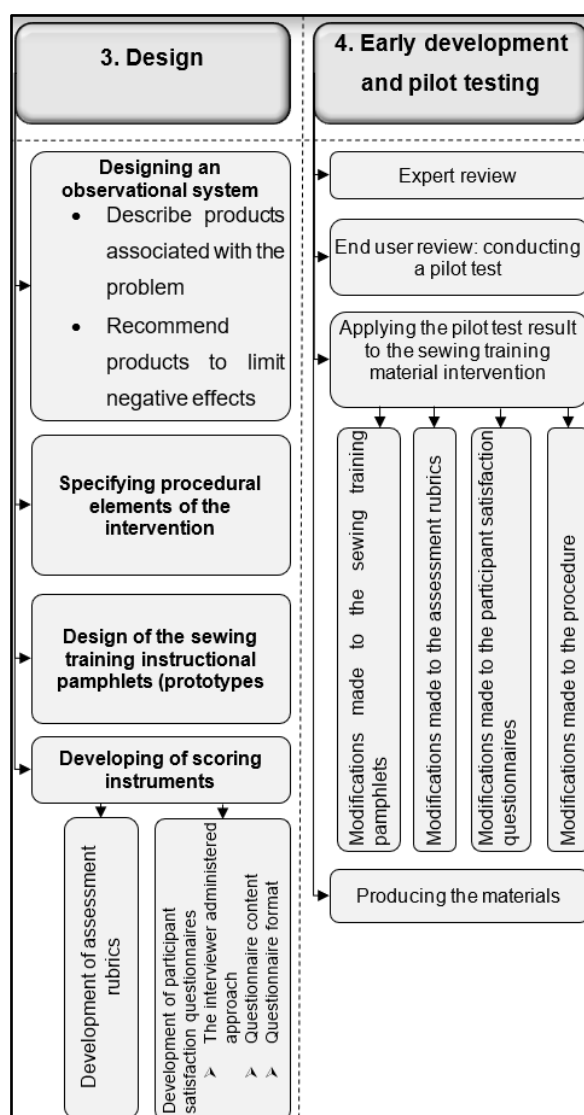 3. Design
Designing an
observational system
• Describe products
associated with the
problem
• Recommend
products to limit
negative effects
Specifying procedural
elements of the
intervention
Design of the sewing
training instructional
pamphlets (prototypes
Developing of scoring
instruments
Development of assessment
rubrics
Development of participant
satisfaction questionnaires
➢ The interviewer administered
approach
➢ Questionnaire content
➢ Questionnaire format
4. Early development
and pilot testing
Expert review
End user review: conducting
a pilot test
Applying the pilot test result
to the sewing training
material intervention
Modifications made to the sewing training
pamphlets
Modifications made to the assessment rubrics
Modifications made to the participant satisfaction
questionnaires
Modifications made to the procedure
Producing the materials